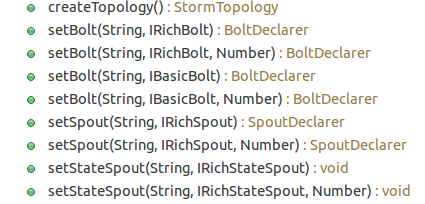 createTopology() : StormTopology
setBolt(String, IRichBolt) : BoltDeclarer
setBolt(String, IRichBolt, Number) : BoltDeclarer
setBolt(String, IBasicBolt) : BoltDeclarer
setBolt(String, IBasicBolt, Number) : BoltDeclarer
setSpout(String, IRichSpout) : SpoutDeclarer
setSpout(String, IRichSpout, Number) : SpoutDeclarer
setStateSpout(String, IRichStateSpout) : void
setStateSpout(String, IRichStateSpout, Number) : void